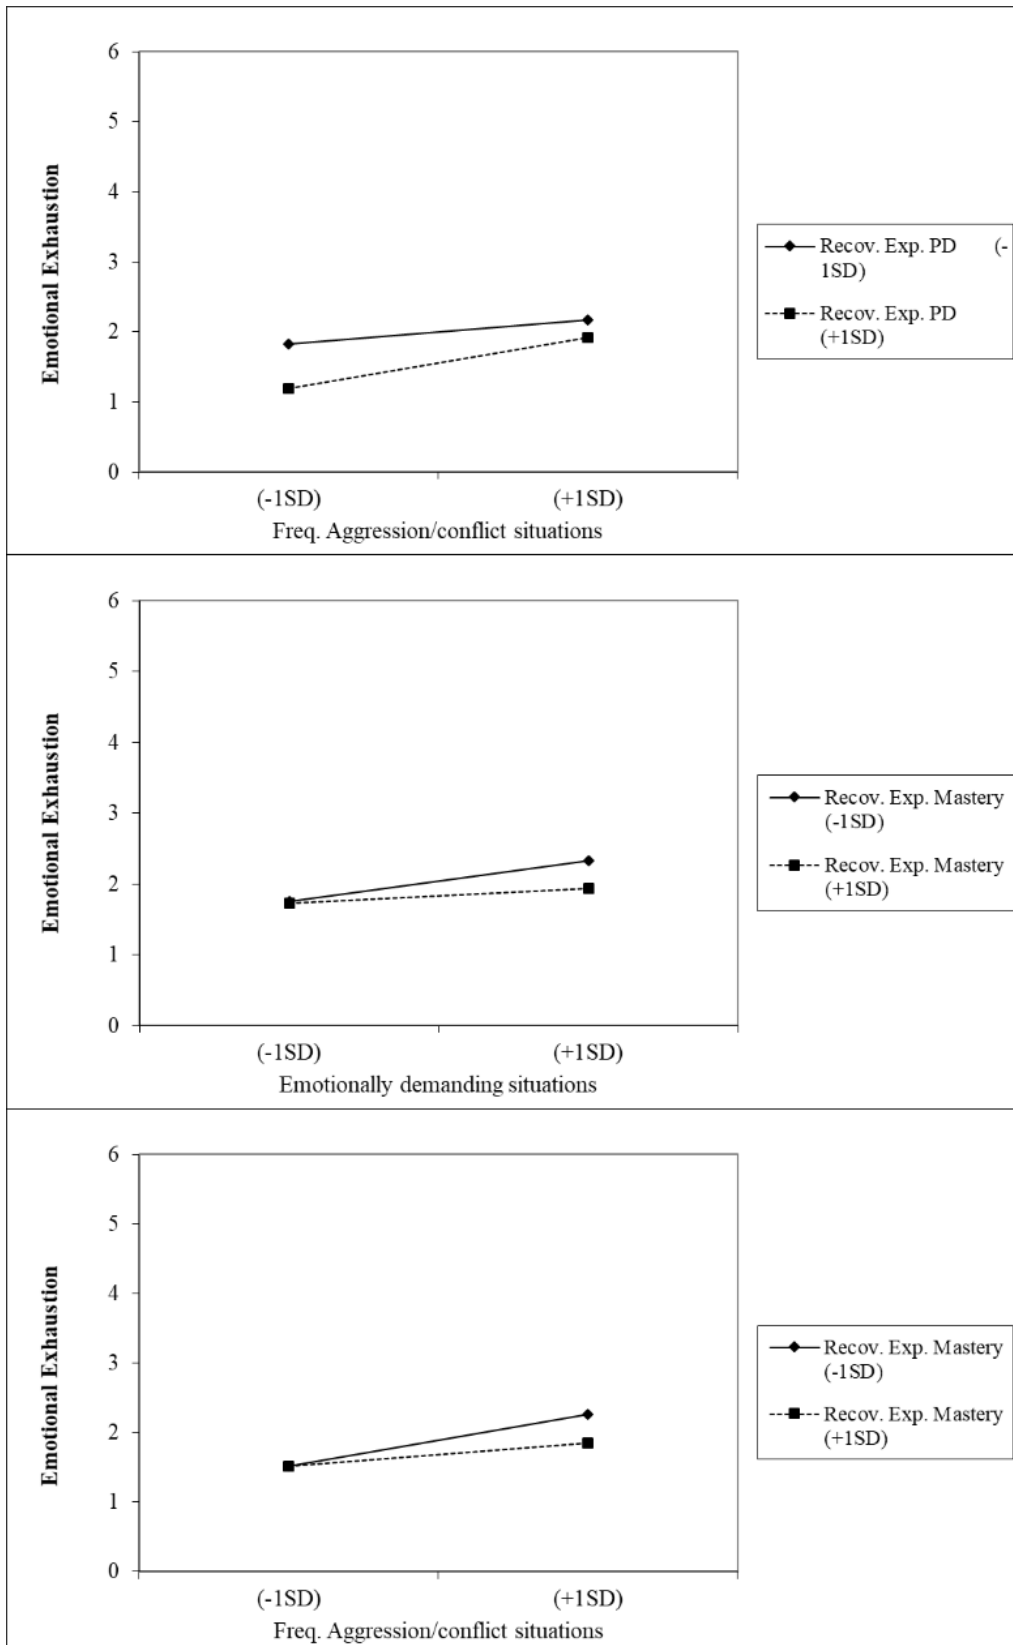 6
5
4
3
2
1
0
Emotional Exhaustion
(-1SD)
(+1SD)
Freq. Aggression/conflict situations
Recov. Exp. PD (-
1SD)
Recov. Exp. PD
(+1SD)
6
5
4
3
2
1
0
Emotional Exhaustion
(-1SD)
(+1SD)
Emotionally demanding situations
Recov. Exp. Mastery
(-1SD)
Recov. Exp. Mastery
(+1SD)
6
5
4
3
2
1
0
Emotional Exhaustion
(-1SD)
(+1SD)
Freq. Aggression/conflict situations
Recov. Exp. Mastery
(-1SD)
Recov. Exp. Mastery
(+1SD)